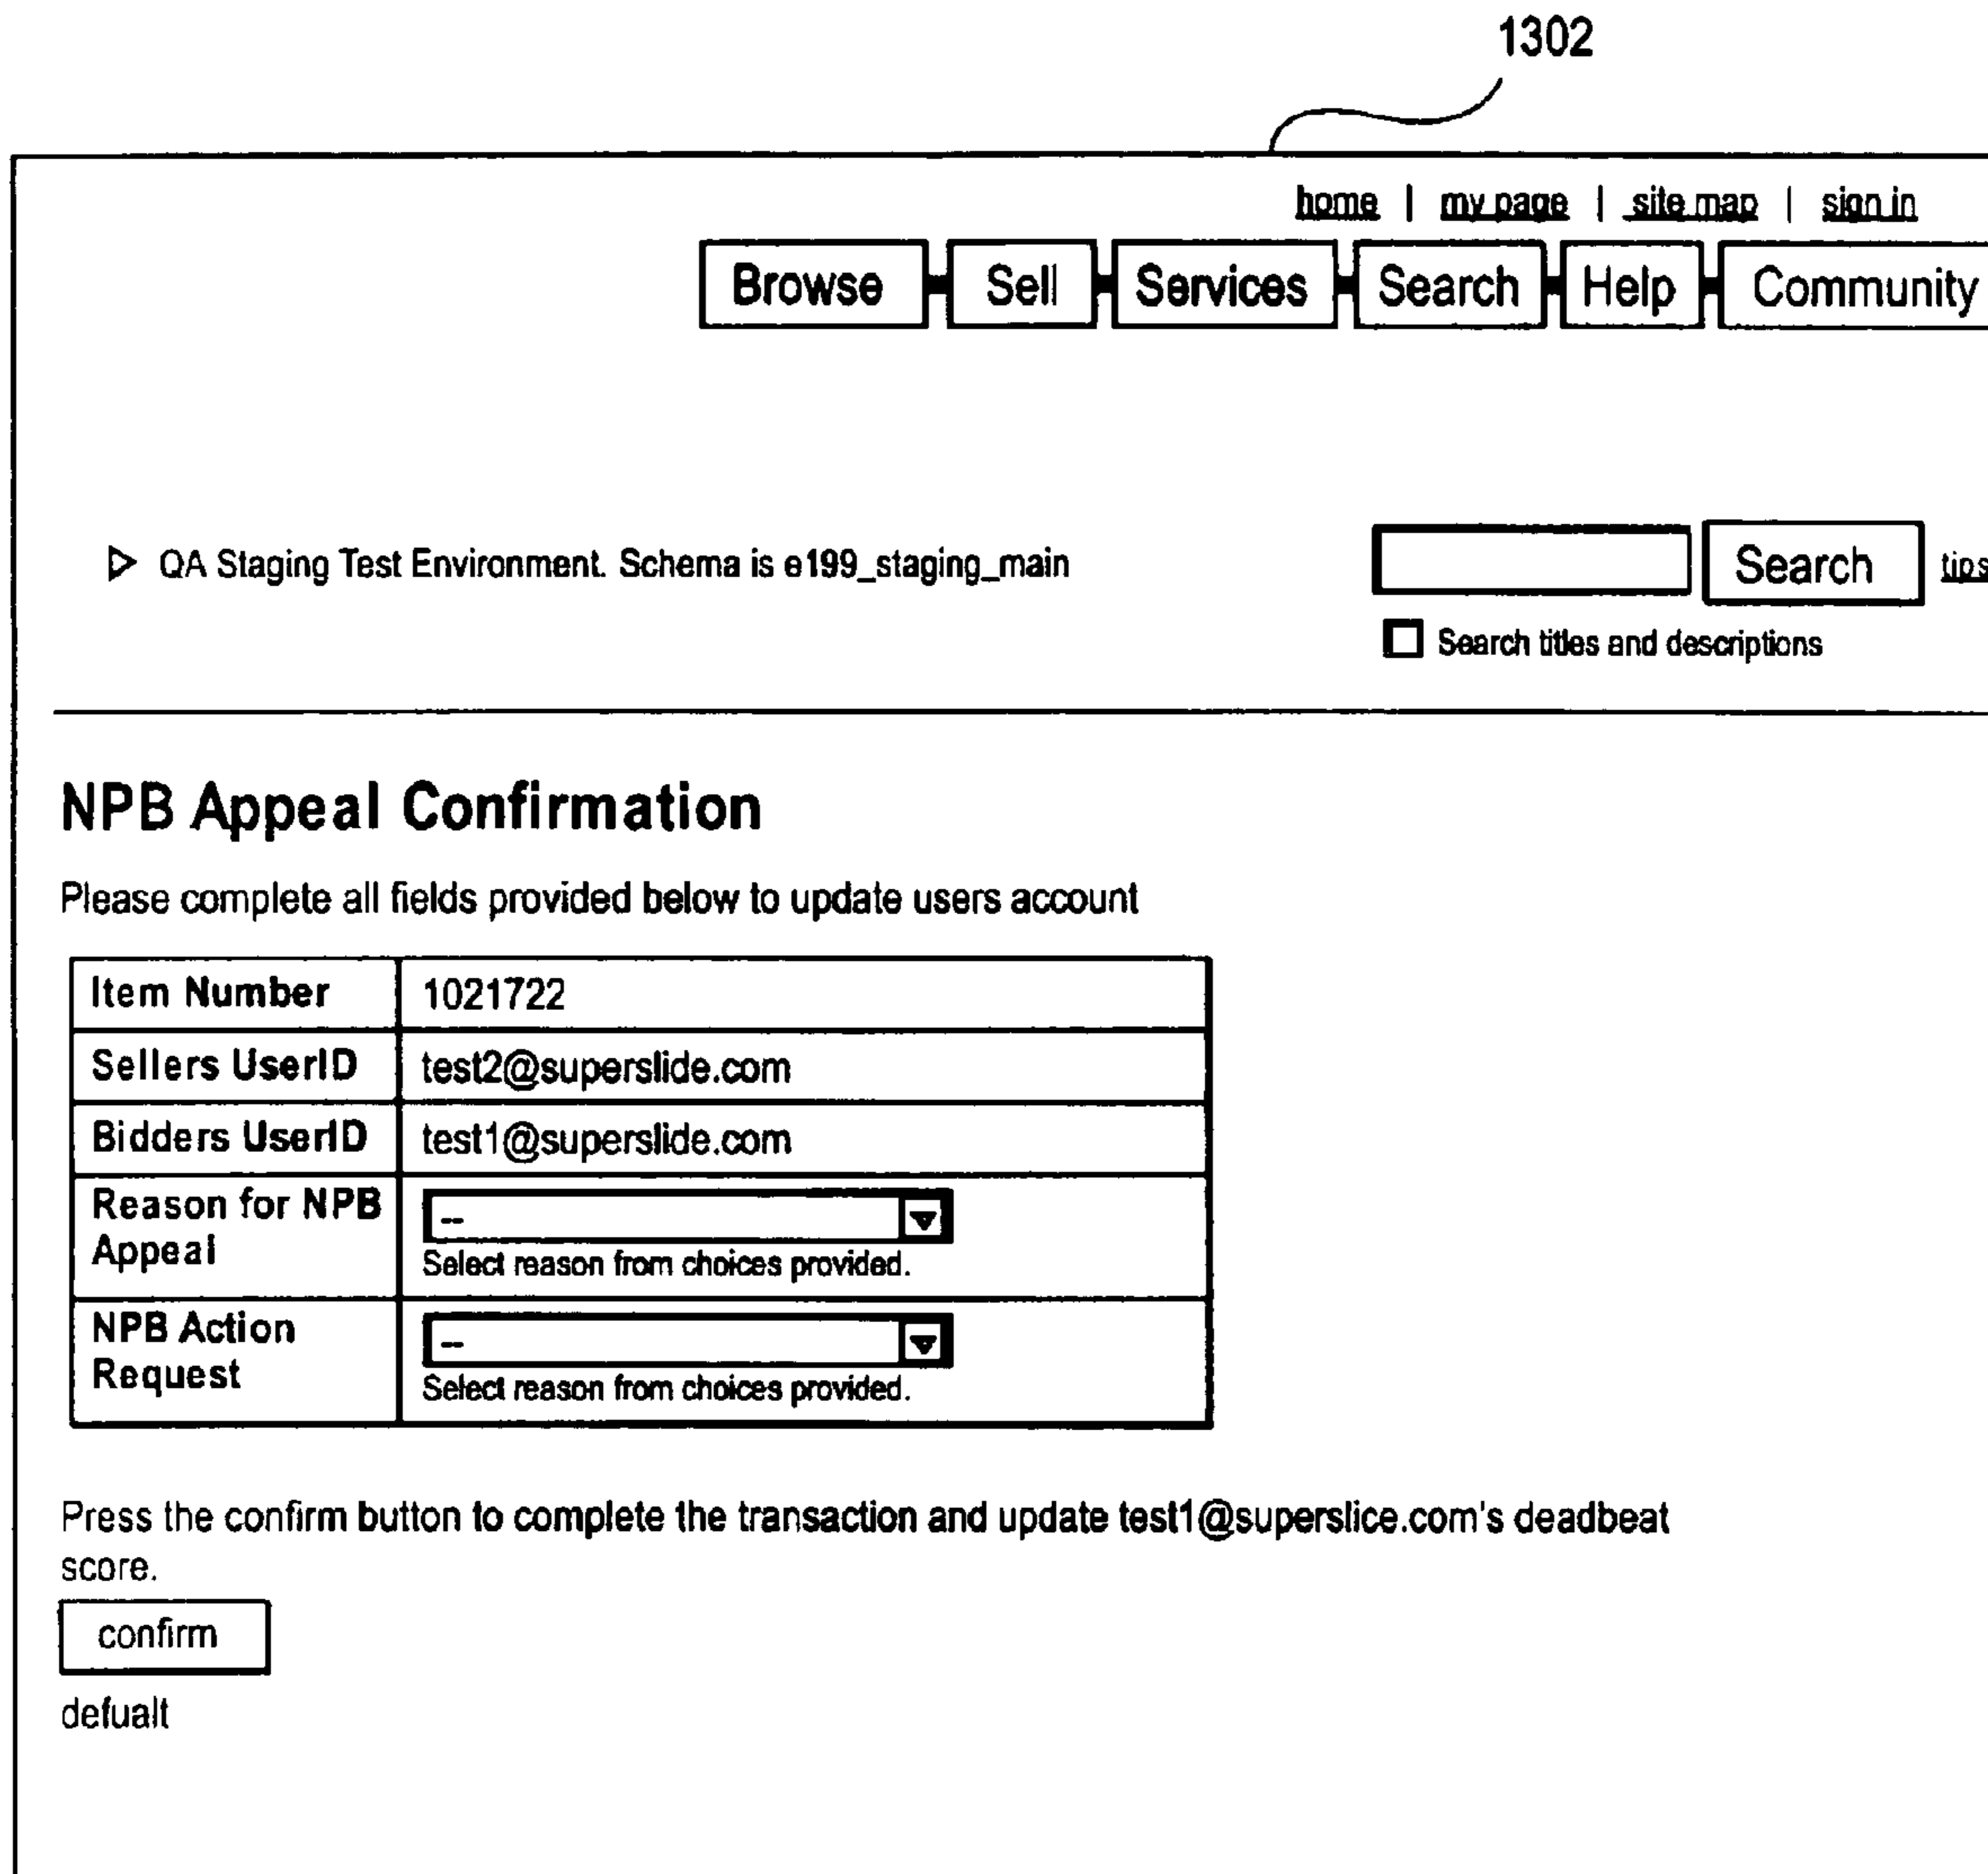 1302
home | my page | site map | sign in
Browse Sell Services Search Help Community
QA Staging Test Environment. Schema is e199_staging_main
Search tips
Search titles and descriptions
NPB Appeal Confirmation
Please complete all fields provided below to update users account
Item Number 1021722
Sellers UserID test2@superslide.com
Bidders UserID test1@superslide.com
Reason for NPB Appeal --
Select reason from choices provided.
NPB Action Request --
Select reason from choices provided.
Press the confirm button to complete the transaction and update test1@superslice.com's deadbeat
score.
confirm
defualt